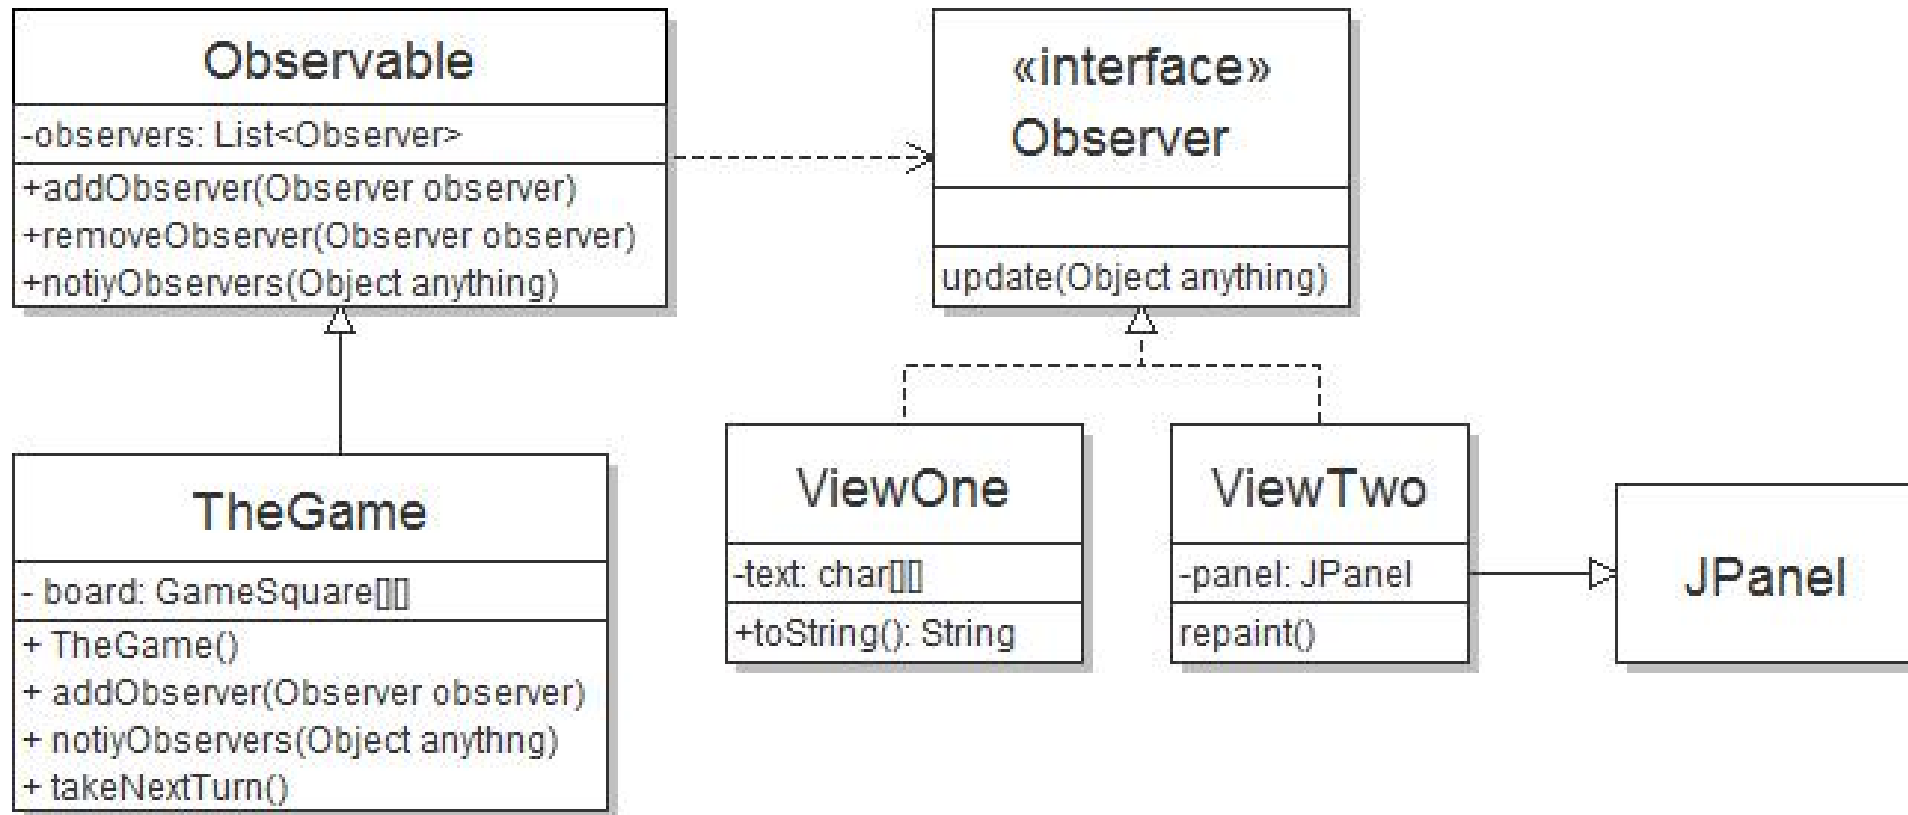 Observable
-observers: List<Observer>
+addObserver(Observer observer)
+removeObserver(Observer observer)
+notiyObservers(Object anything)
«interface»
Observer
update(Object anything)
TheGame
- board: GameSquare[][]
+ TheGame()
+ addObserver(Observer observer)
+ notiyObservers(Object anythng)
+ takeNextTurn()
ViewOne
-text: char[][]
+toString(): String
ViewTwo
-panel: JPanel
repaint()
JPanel